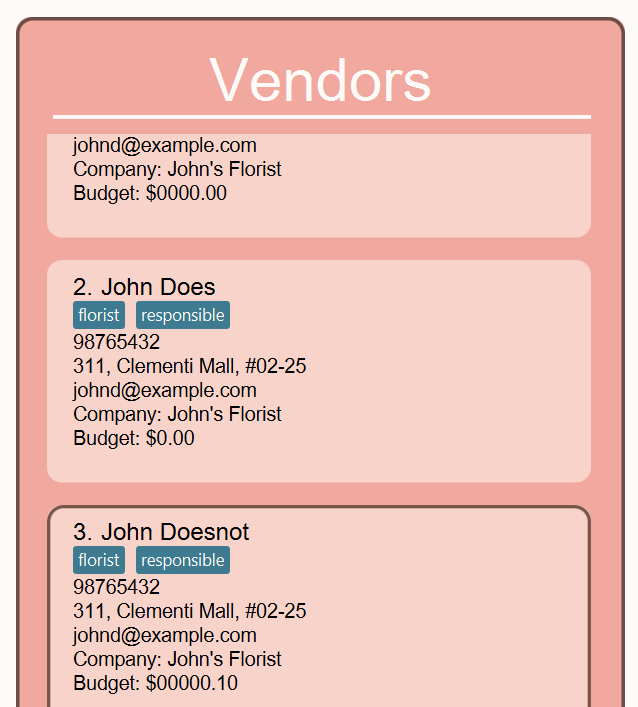 Vendors
johnd@example.com
Company: John's Florist
Budget: $0000.00
2. John Does
florist responsible
98765432
311, Clementi Mall, #02-25
johnd@example.com
Company: John's Florist
Budget: $0.00
3. John Doesnot
florist responsible
98765432
311, Clementi Mall, #02-25
johnd@example.com
Company: John's Florist
Budget: $00000.10